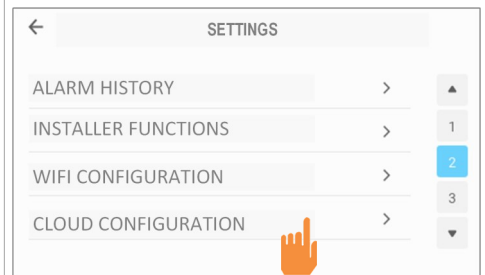 SETTINGS
ALARM HISTORY
INSTALLER FUNCTIONS
1
2
WIFI CONFIGURATION
3
CLOUD CONFIGURATION